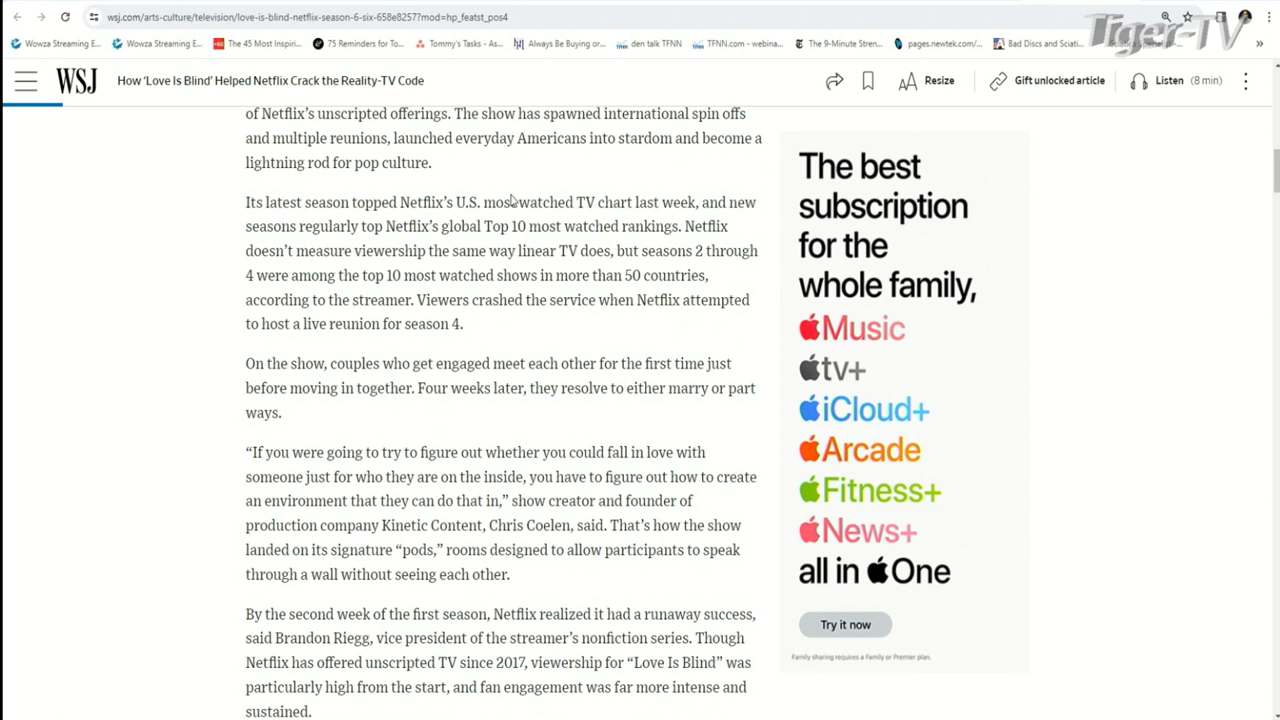 wsj.com/arts-culture/television/love-is-blind-netflix-season-6-six-658e8257?mod=hp_featst_pos4
Tiger-TV
Wowza Streaming E... Wowza Streaming E... The 45 Most Inspiri... 75 Reminders for To... Tommy's Tasks - As... Always Be Buying or... den talk TFNN TFNN.com - webina... The 9-Minute Stren... pages.newtek.com/... Bad Discs and Sciati...
WSJ How ‘Love Is Blind’ Helped Netflix Crack the Reality-TV Code AA Resize Gift unlocked article Listen (8 min)
of Netflix’s unscripted offerings. The show has spawned international spin offs
and multiple reunions, launched everyday Americans into stardom and become a
lightning rod for pop culture.
Its latest season topped Netflix’s U.S. most-watched TV chart last week, and new
seasons regularly top Netflix’s global Top 10 most watched rankings. Netflix
doesn’t measure viewership the same way linear TV does, but seasons 2 through
4 were among the top 10 most watched shows in more than 50 countries,
according to the streamer. Viewers crashed the service when Netflix attempted
to host a live reunion for season 4.
On the show, couples who get engaged meet each other for the first time just
before moving in together. Four weeks later, they resolve to either marry or part
ways.
“If you were going to try to figure out whether you could fall in love with
someone just for who they are on the inside, you have to figure out how to create
an environment that they can do that in,” show creator and founder of
production company Kinetic Content, Chris Coelen, said. That’s how the show
landed on its signature “pods,” rooms designed to allow participants to speak
through a wall without seeing each other.
By the second week of the first season, Netflix realized it had a runaway success,
said Brandon Riegg, vice president of the streamer’s nonfiction series. Though
Netflix has offered unscripted TV since 2017, viewership for “Love Is Blind” was
particularly high from the start, and fan engagement was far more intense and
sustained.
The best
subscription
for the
whole family,
Music
tv+
iCloud+
Arcade
Fitness+
News+
all in One
Try it now
Family sharing requires a Family or Premier plan.